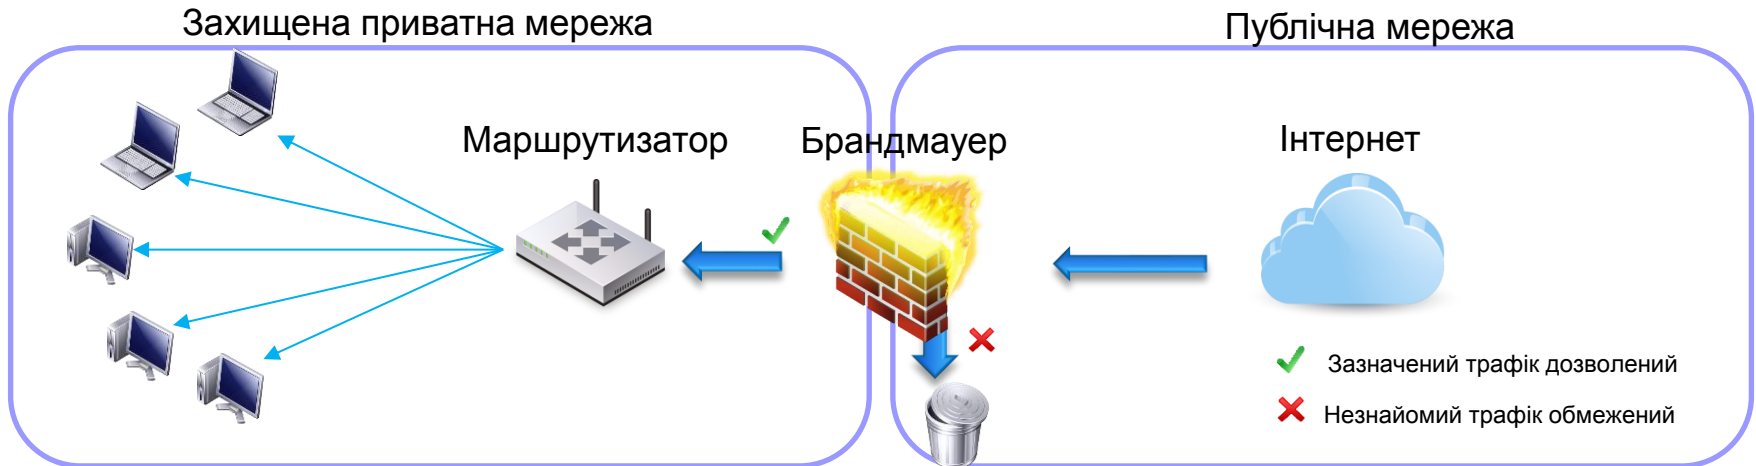 Захищена приватна мережа
Публічна мережа
Маршрутизатор
Брандмауер
Інтернет
Зазначений трафік дозволений
Незнайомий трафік обмежений